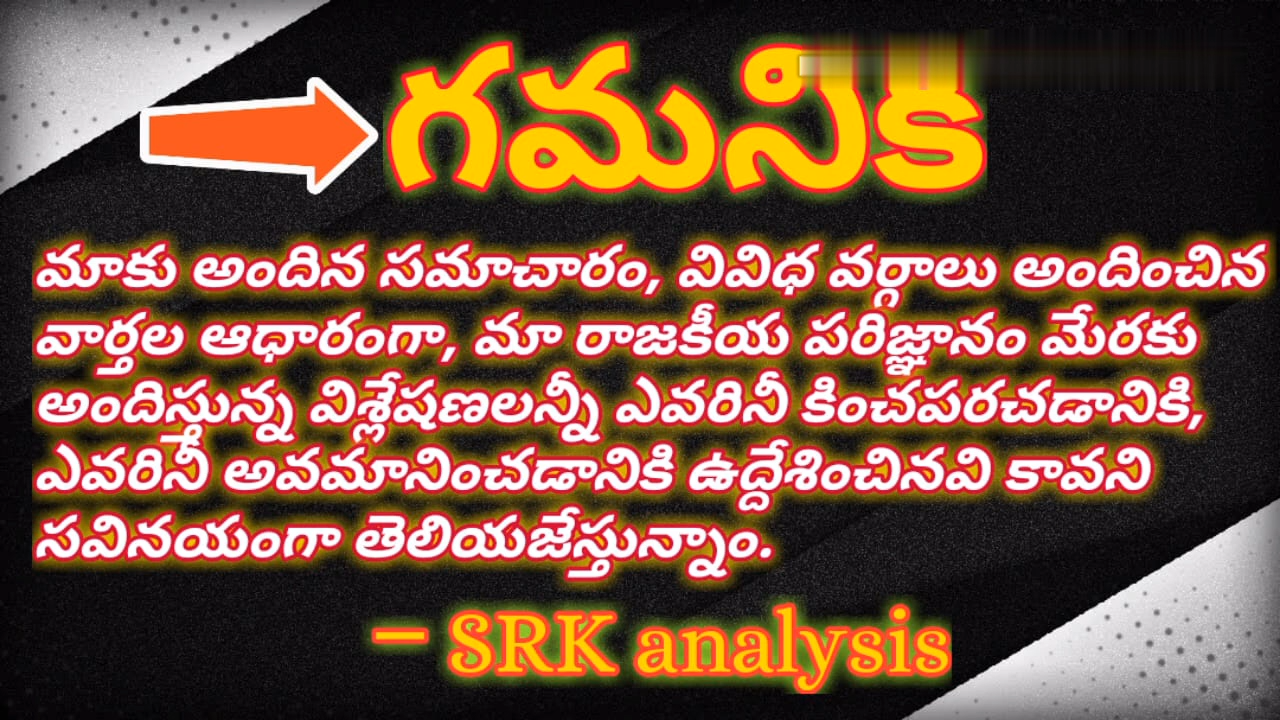 గమనిక
మాకు అందిన సమాచారం, వివిధ వర్గాలు అందించిన
వార్తల ఆధారంగా, మా రాజకీయ పరిజ్ఞానం మేరకు
అందిస్తున్న విశ్లేషణలన్నీ ఎవరినీ కించపరచడానికి,
ఎవరినీ అవమానించడానికి ఉద్దేశించినవి కావని
సవినయంగా తెలియజేస్తున్నాం.
– SRK analysis